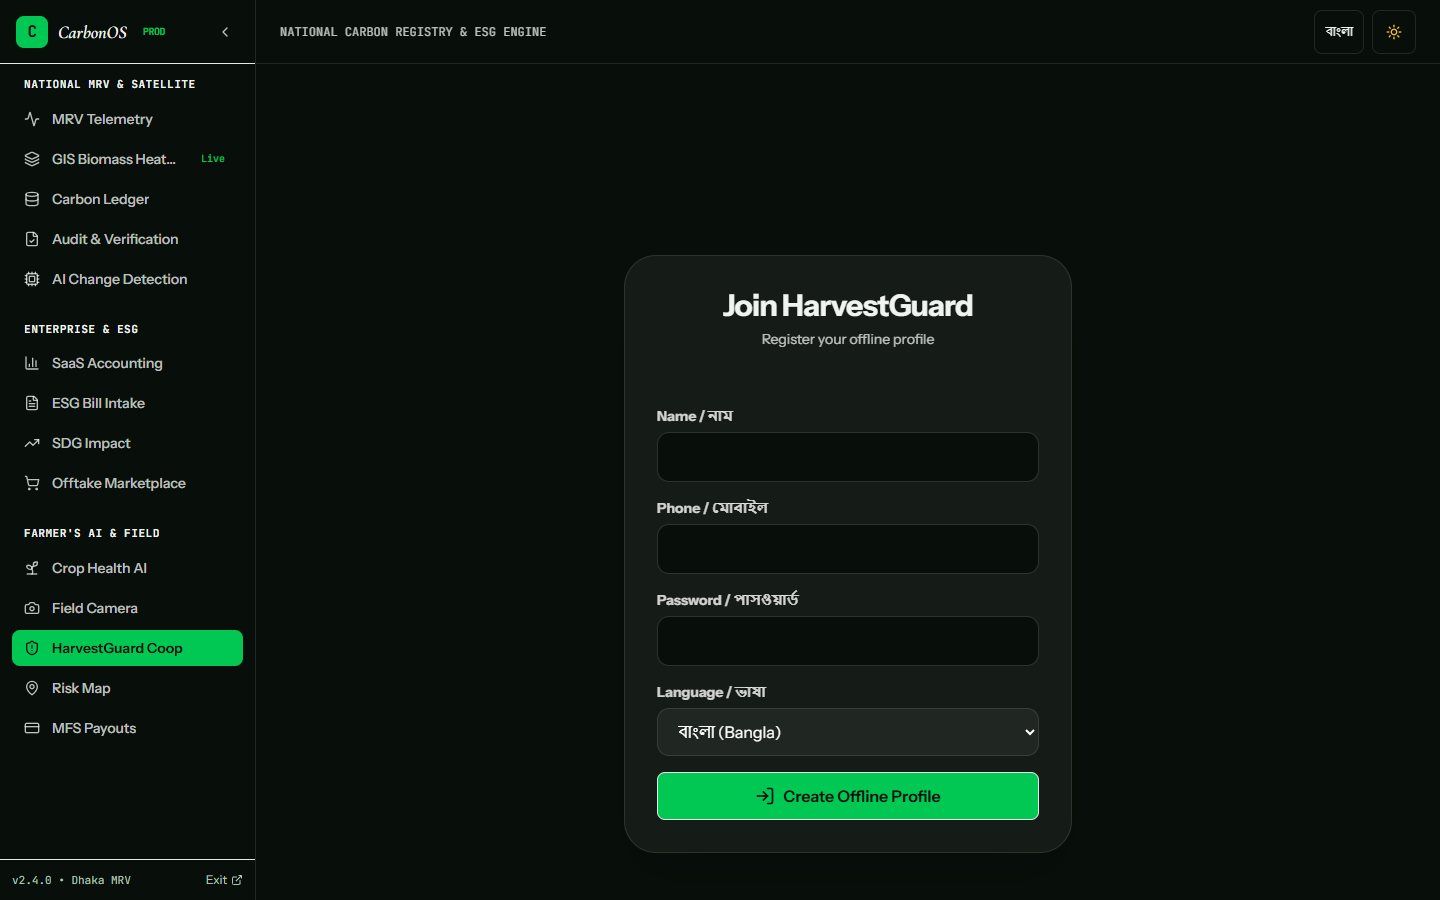 C CarbonOS PROD
NATIONAL CARBON REGISTRY & ESG ENGINE
বাংলা
NATIONAL MRV & SATELLITE
MRV Telemetry
GIS Biomass Heat... Live
Carbon Ledger
Audit & Verification
AI Change Detection
ENTERPRISE & ESG
SaaS Accounting
ESG Bill Intake
SDG Impact
Offtake Marketplace
FARMER'S AI & FIELD
Crop Health AI
Field Camera
HarvestGuard Coop
Risk Map
MFS Payouts
v2.4.0 • Dhaka MRV
Exit
Join HarvestGuard
Register your offline profile
Name / নাম
Phone / মোবাইল
Password / পাসওয়ার্ড
Language / ভাষা
বাংলা (Bangla)
Create Offline Profile